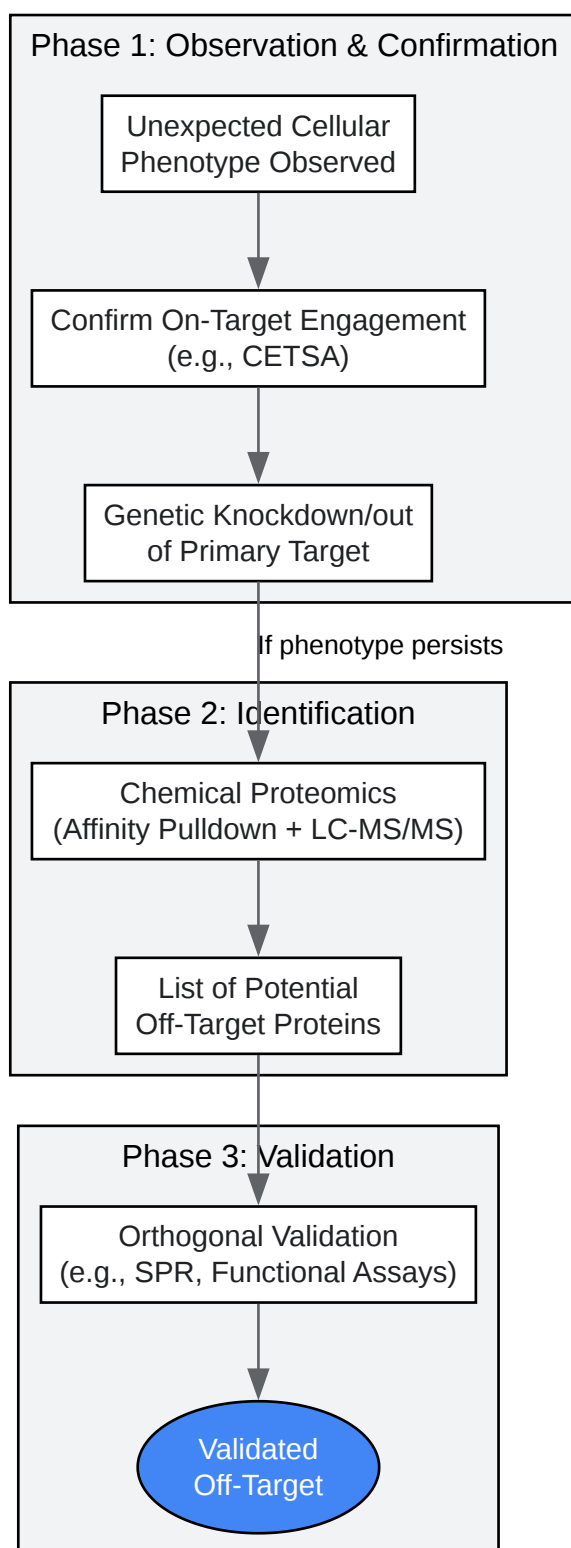 Phase 1: Observation & Confirmation
Unexpected Cellular
Phenotype Observed
Confirm On-Target Engagement
(e.g., CETSA)
Genetic Knockdown/out
of Primary Target
If phenotype persists
Phase 2: Identification
Chemical Proteomics
(Affinity Pulldown + LC-MS/MS)
List of Potential
Off-Target Proteins
Phase 3: Validation
Orthogonal Validation
(e.g., SPR, Functional Assays)
Validated
Off-Target